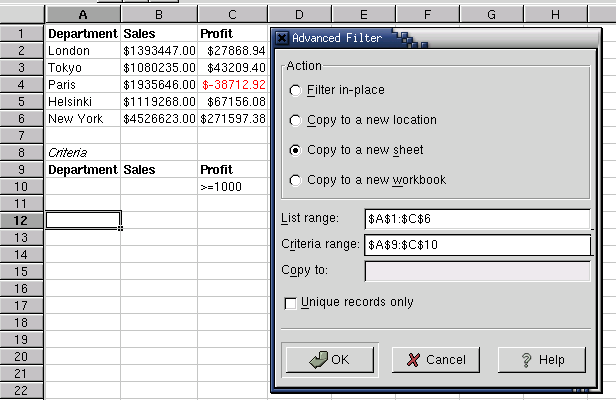 A B C D E F G H
1 Department Sales Profit
2 London $1393447.00 $27868.94
3 Tokyo $1080235.00 $43209.40
4 Paris $1935646.00 $-38712.92
5 Helsinki $1119268.00 $67156.08
6 New York $4526623.00 $271597.38
7
8 Criteria
9 Department Sales Profit
10 >=1000
11
12
13
14
15
16
17
18
19
20
21
22
Advanced Filter
Action
Filter in-place
Copy to a new location
Copy to a new sheet
Copy to a new workbook
List range: $A$1:$C$6
Criteria range: $A$9:$C$10
Copy to:
Unique records only
OK Cancel Help